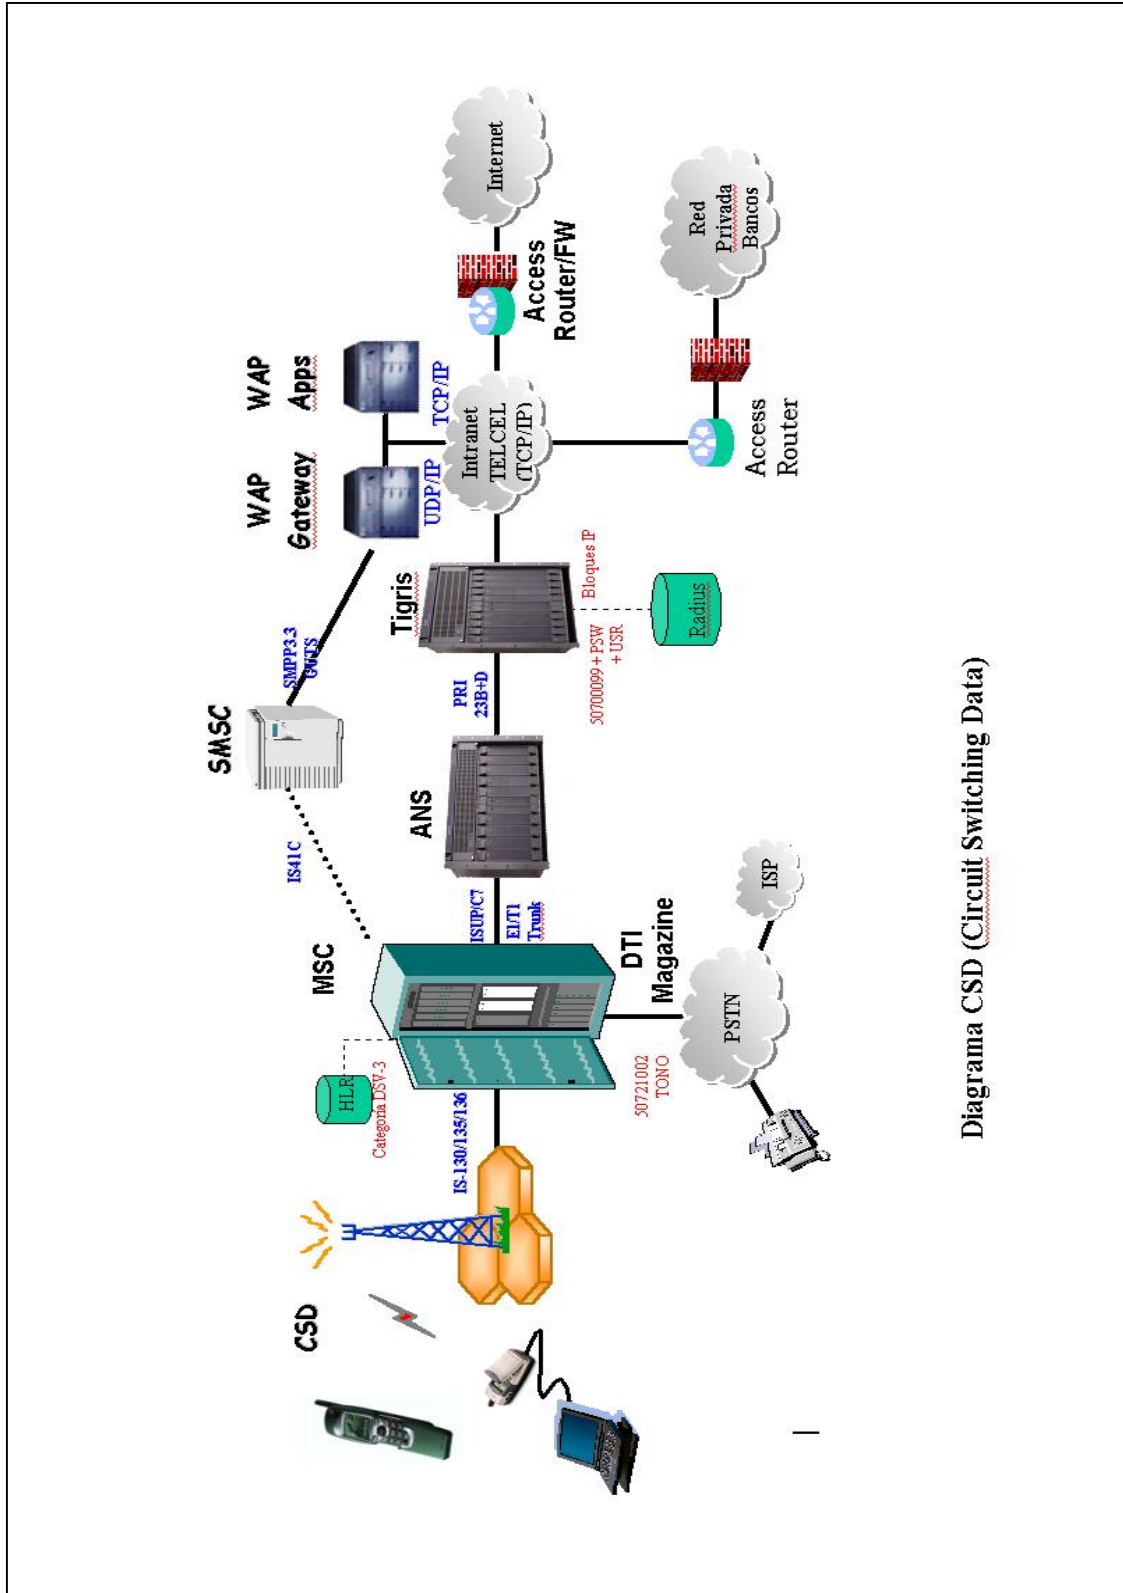 CSD
HLR
Categoria DSV-3
IS-130/135/136
MSC
DTI
Magazine
50721002
TONO
PSTN
ISP
ISUP/C7
E1/T1
Trunk
IS41C
SMSC
SMPP3.3
ANS
PRI
23B+D
Tigris
50700099 + PSW
+ USR
Bloques IP
Radius
WAP
Gateway
UDP/IP
WAP
Apps
TCP/IP
Intranet
TELCEL
(TCP/IP)
Access
Router/FW
Internet
Access
Router
Red
Privada
Bancos
Diagrama CSD (Circuit Switching Data)